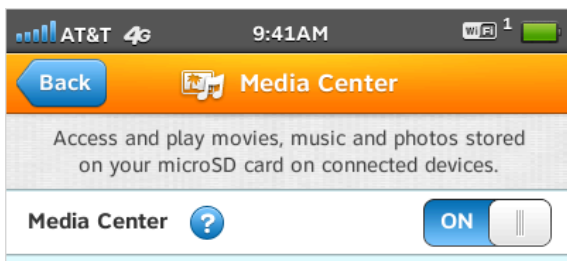 AT&T 4G 9:41AM WiFi 1
Back Media Center
Access and play movies, music and photos stored
on your microSD card on connected devices.
Media Center ? ON